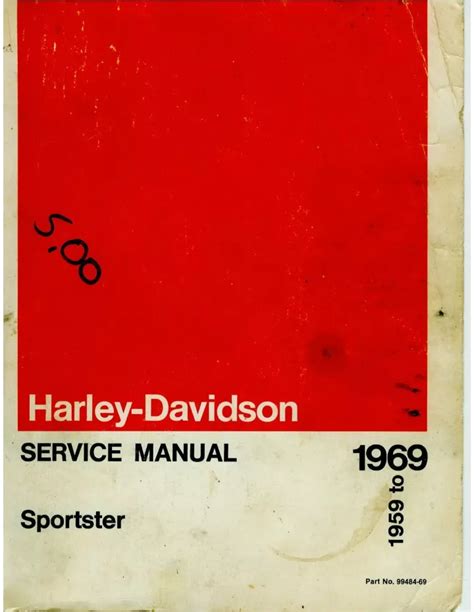 5.00
Harley-Davidson
SERVICE MANUAL
1959 to
1969
Sportster
Part No. 99484-69